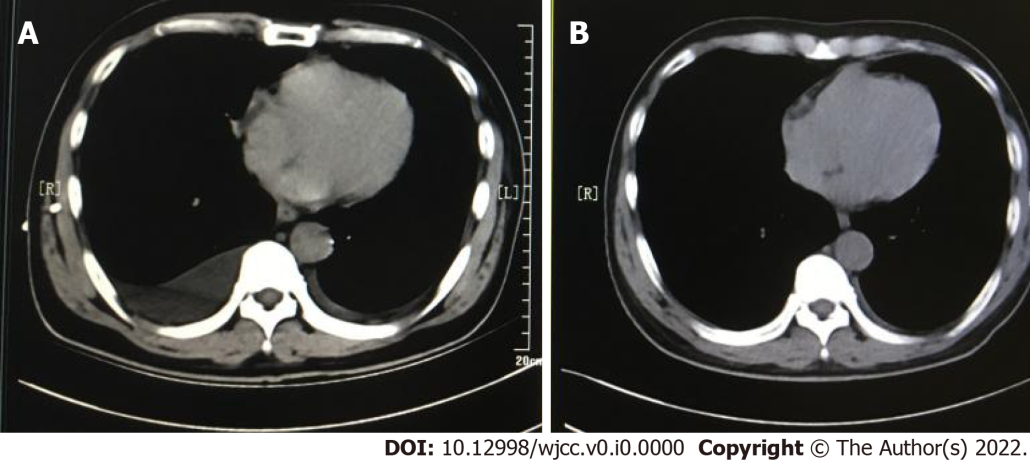 A
B
[R]
[L]
[R]
20cm
DOI: 10.12998/wjcc.v0.i0.0000 Copyright © The Author(s) 2022.